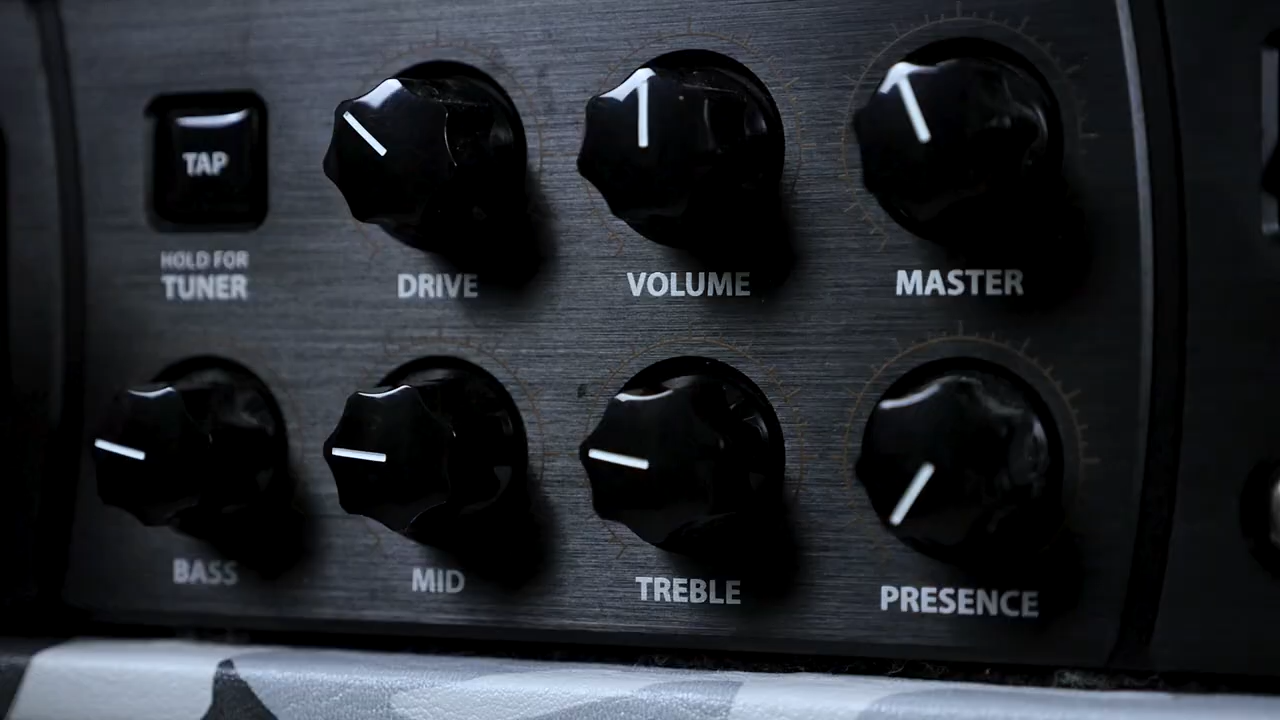 TAP
HOLD FOR
TUNER
DRIVE
VOLUME
MASTER
BASS
MID
TREBLE
PRESENCE